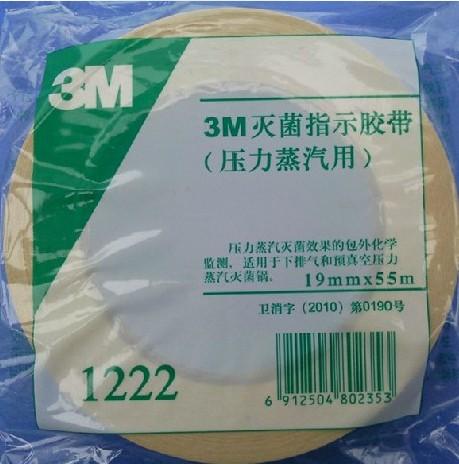 3M
3M灭菌指示胶带
（压力蒸汽用）
压力蒸汽灭菌效果的包外化学
监测，适用于下排气和预真空压力
蒸汽灭菌锅。 19mmx55m
卫消字（2010）第0190号
1222
6 912504 802353